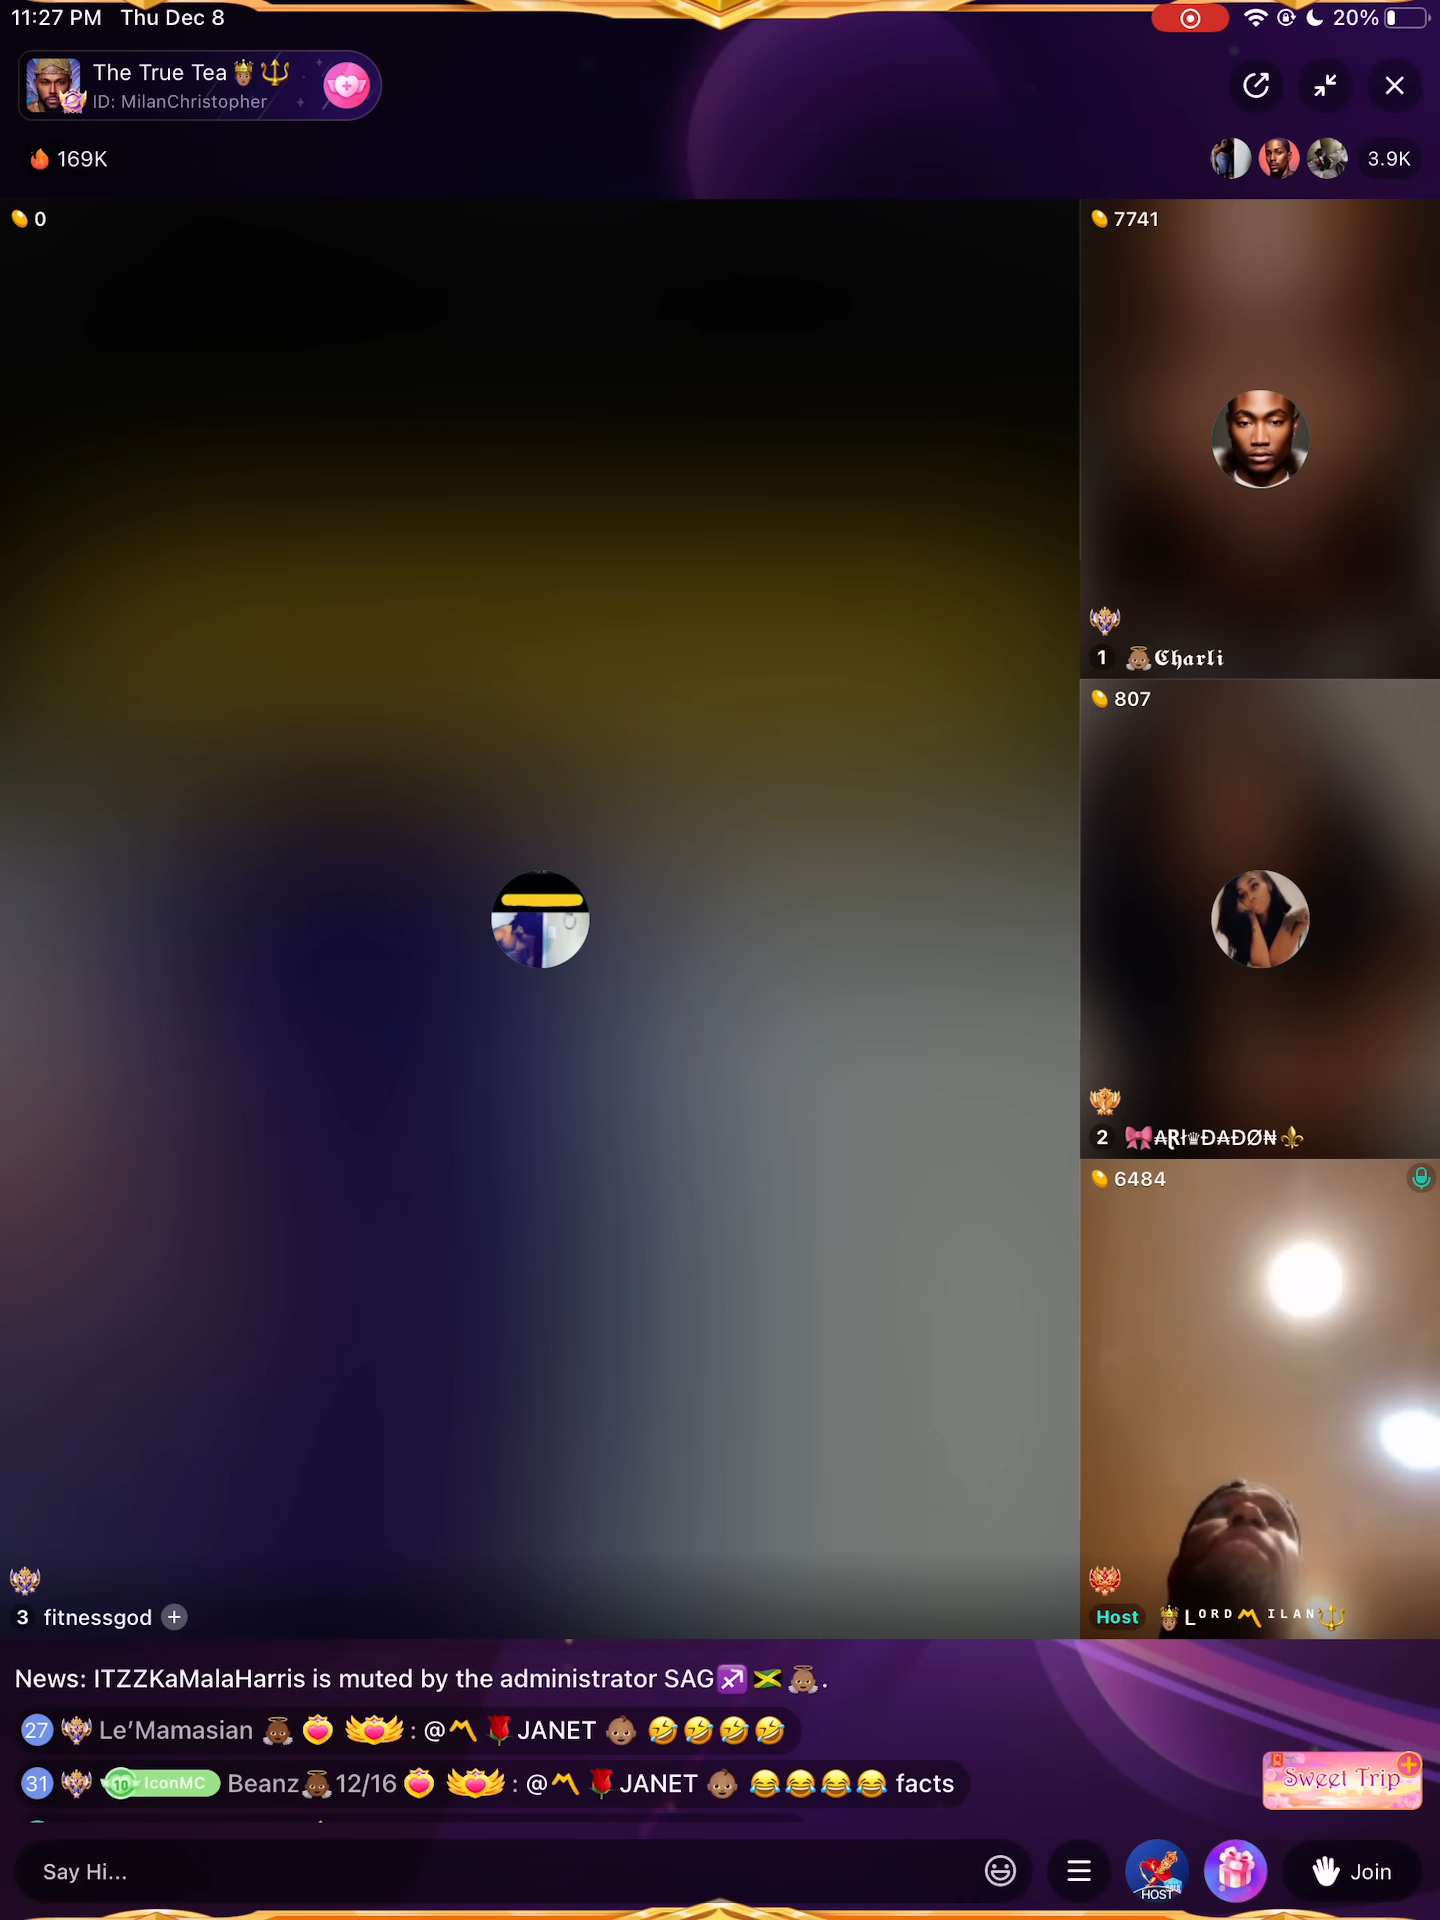 11:27 PM Thu Dec 8 20%
The True Tea🤴🏽🔱
ID: MilanChristopher
🔥 169K 3.9K
0
7741
1 👼🏽ℭ𝔥𝔞𝔯𝔩𝔦
807
2 🎀₳ⱤƗ♛Đ₳ĐØ₦⚜️
6484
Host 🤴🏽Lᴼᴿᴰ〽️ᴵᴸᴬᴺ🔱
3 fitnessgod +
News: ITZZKaMalaHarris is muted by the administrator SAG♐🇯🇲👼🏽.
27 Le’Mamasian 👼🏾 : @〽️🌹JANET 👶🏽 🤣🤣🤣🤣
31 10 IconMC Beanz👼🏾12/16 : @〽️🌹JANET 👶🏽 😂😂😂😂 facts
Sweet Trip
Say Hi...
HOST
Join